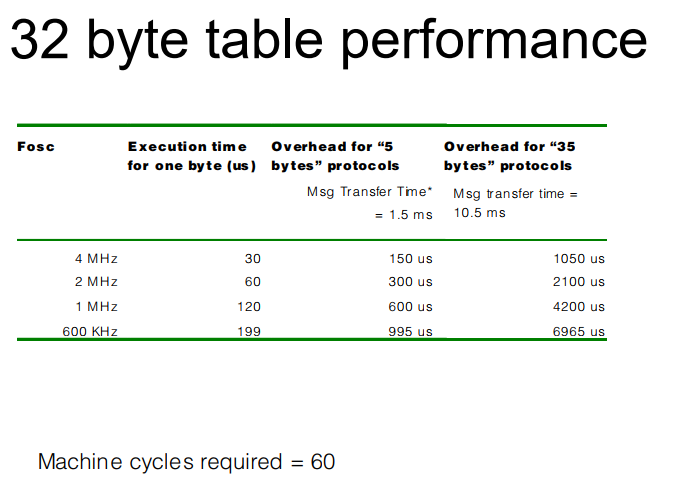 32 byte table performance
Fosc Execution time Overhead for “5 Overhead for “35
for one byte (us) bytes” protocols bytes” protocols
Msg Transfer Time* Msg transfer time =
= 1.5 ms 10.5 ms
4 MHz 30 150 us 1050 us
2 MHz 60 300 us 2100 us
1 MHz 120 600 us 4200 us
600 KHz 199 995 us 6965 us
Machine cycles required = 60